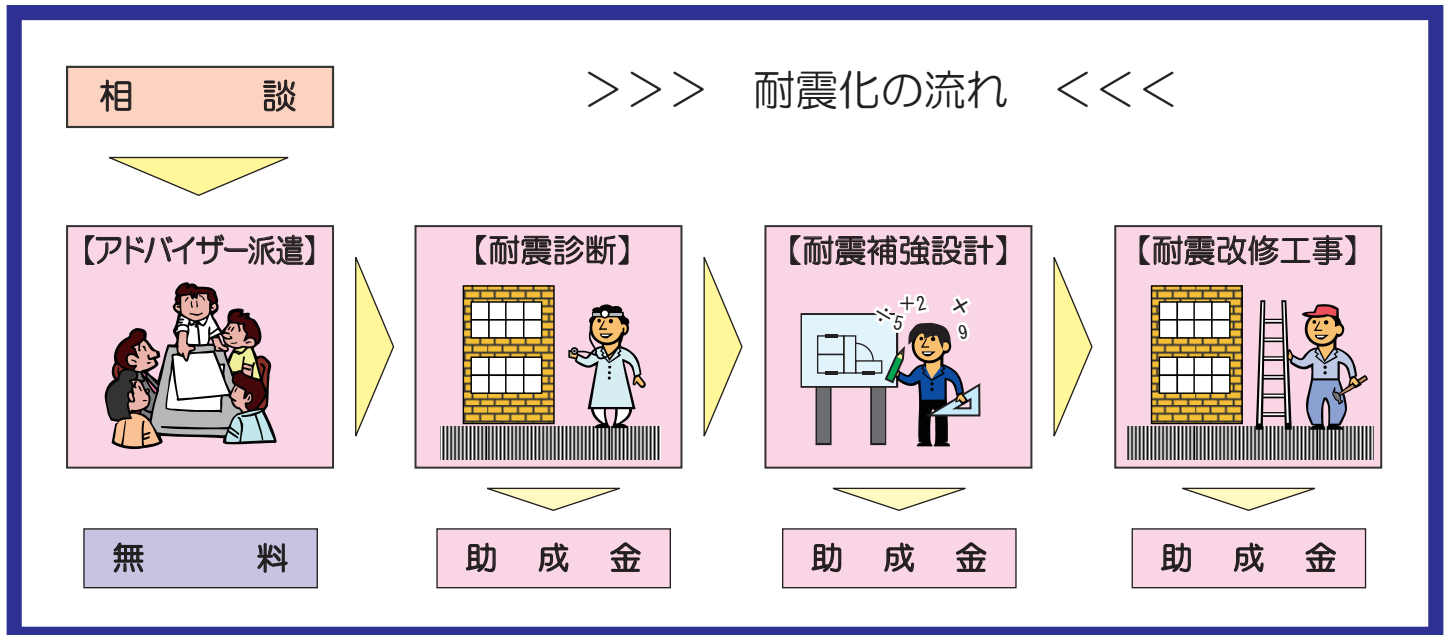 相談
>>> 耐震化の流れ <<<
【アドバイザー派遣】
【耐震診断】
【耐震補強設計】
÷5+2×9
【耐震改修工事】
無料
助成金
助成金
助成金